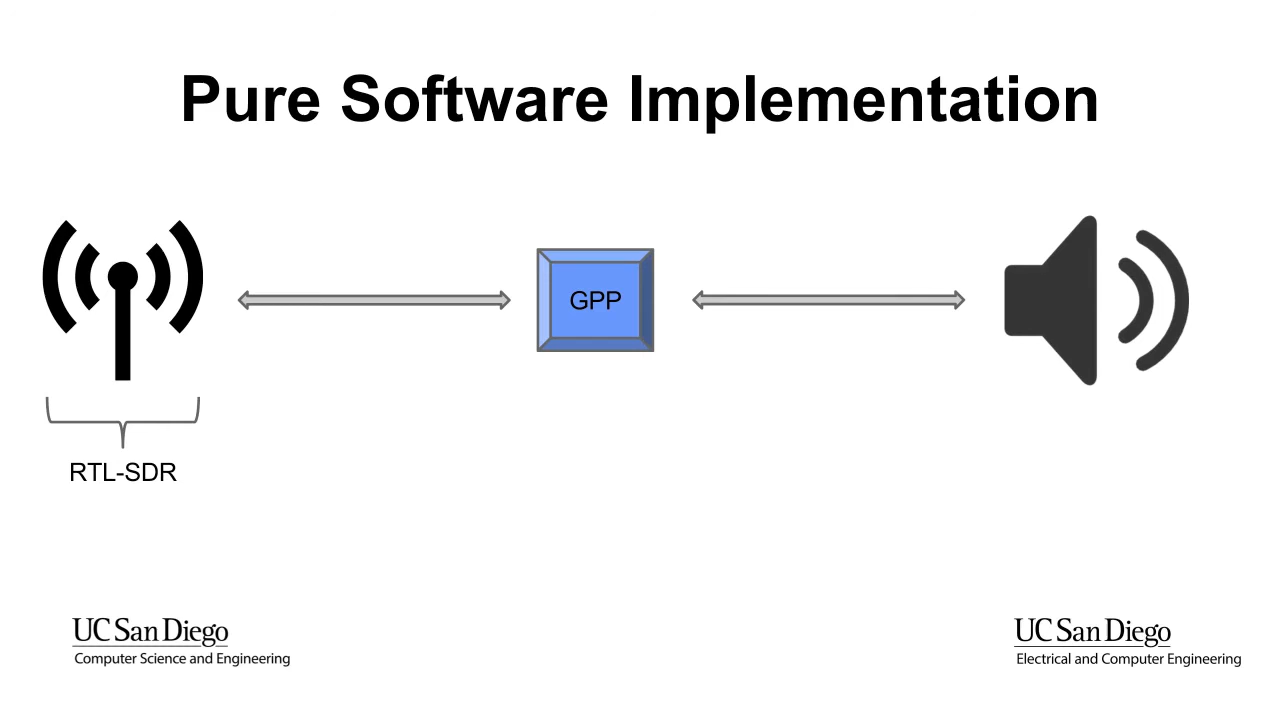 Pure Software Implementation
GPP
RTL-SDR
UC San Diego
Computer Science and Engineering
UC San Diego
Electrical and Computer Engineering